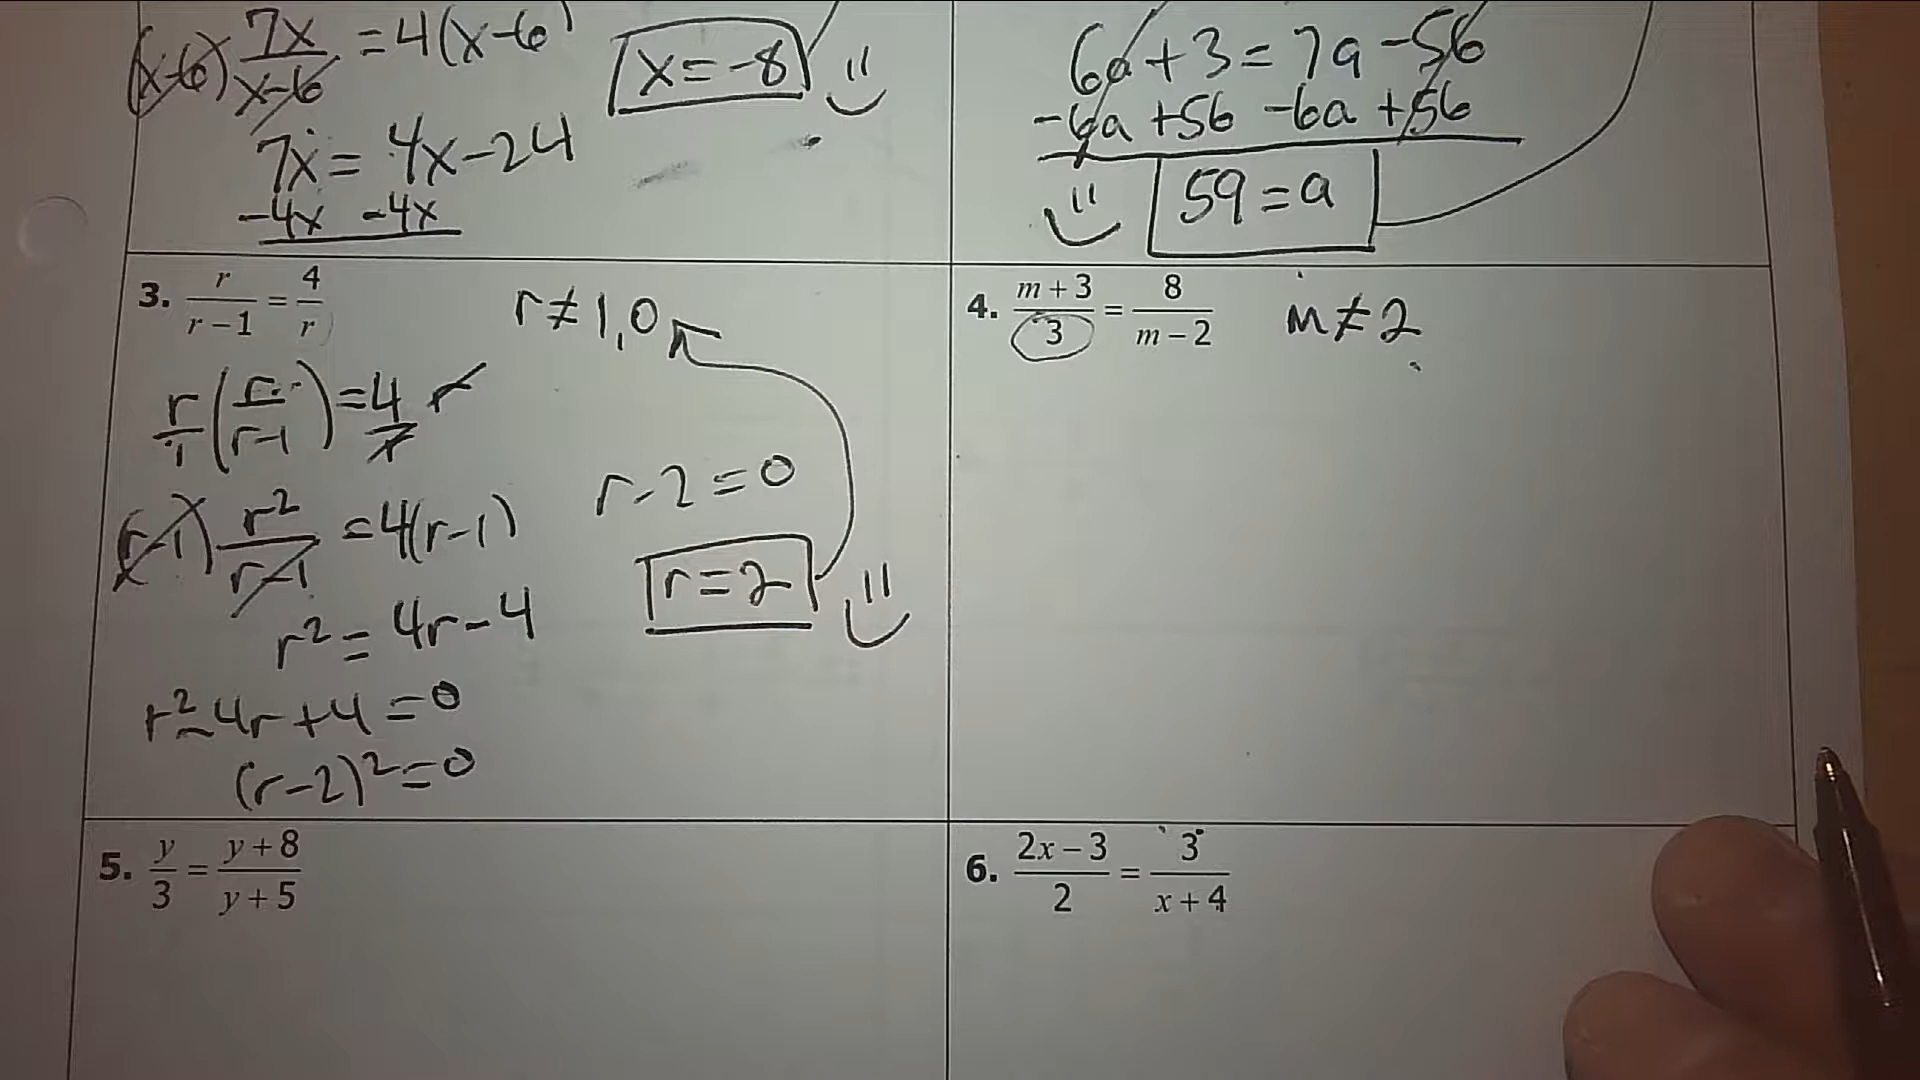 (x-6) 7x/x-6 = 4(x-6)
x = -8
7x = 4x - 24
-4x -4x
6a + 3 = 7a - 56
-6a +56 -6a +56
59 = a
3. r/r - 1 = 4/r
r ≠ 1, 0
r/1 (r/r-1) = 4/r r
(r-1) r²/r-1 = 4(r-1)
r² = 4r - 4
r² - 4r + 4 = 0
(r-2)² = 0
r - 2 = 0
r = 2
4. m + 3/3 = 8/m - 2
m ≠ 2
5. y/3 = y + 8/y + 5
6. 2x - 3/2 = 3/x + 4